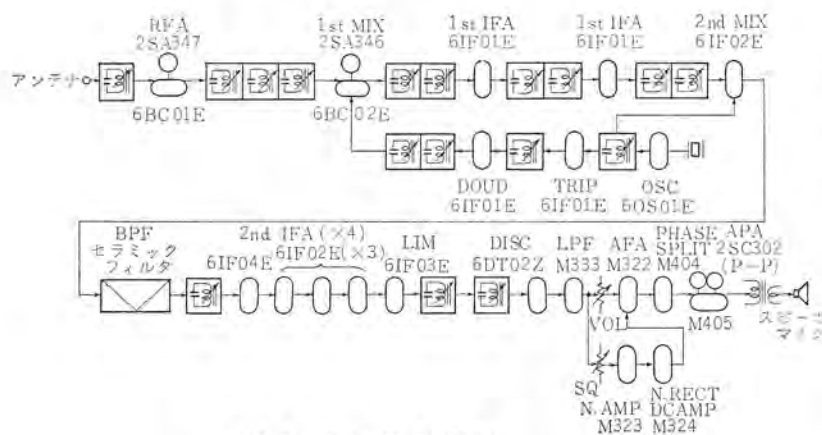 RFA
2SA347
1st MIX
2SA346
1st IFA
6IF01E
1st IFA
6IF01E
2nd MIX
6IF02E
アンテナ
6BC01E
6BC02E
DOUD
6IF01E
TRIP
6IF01E
OSC
6OS01E
BPF
セラミック
フィルタ
2nd IFA(×4)
6IF04E
6IF02E(×3)
LIM
6IF03E
DISC
6DT02Z
LPF
M333
AFA
M322
PHASE
SPLIT
M404
APA
2SC302
(P-P)
VOL
M405
SQ
N. AMP
M323
N.RECT
DCAMP
M324